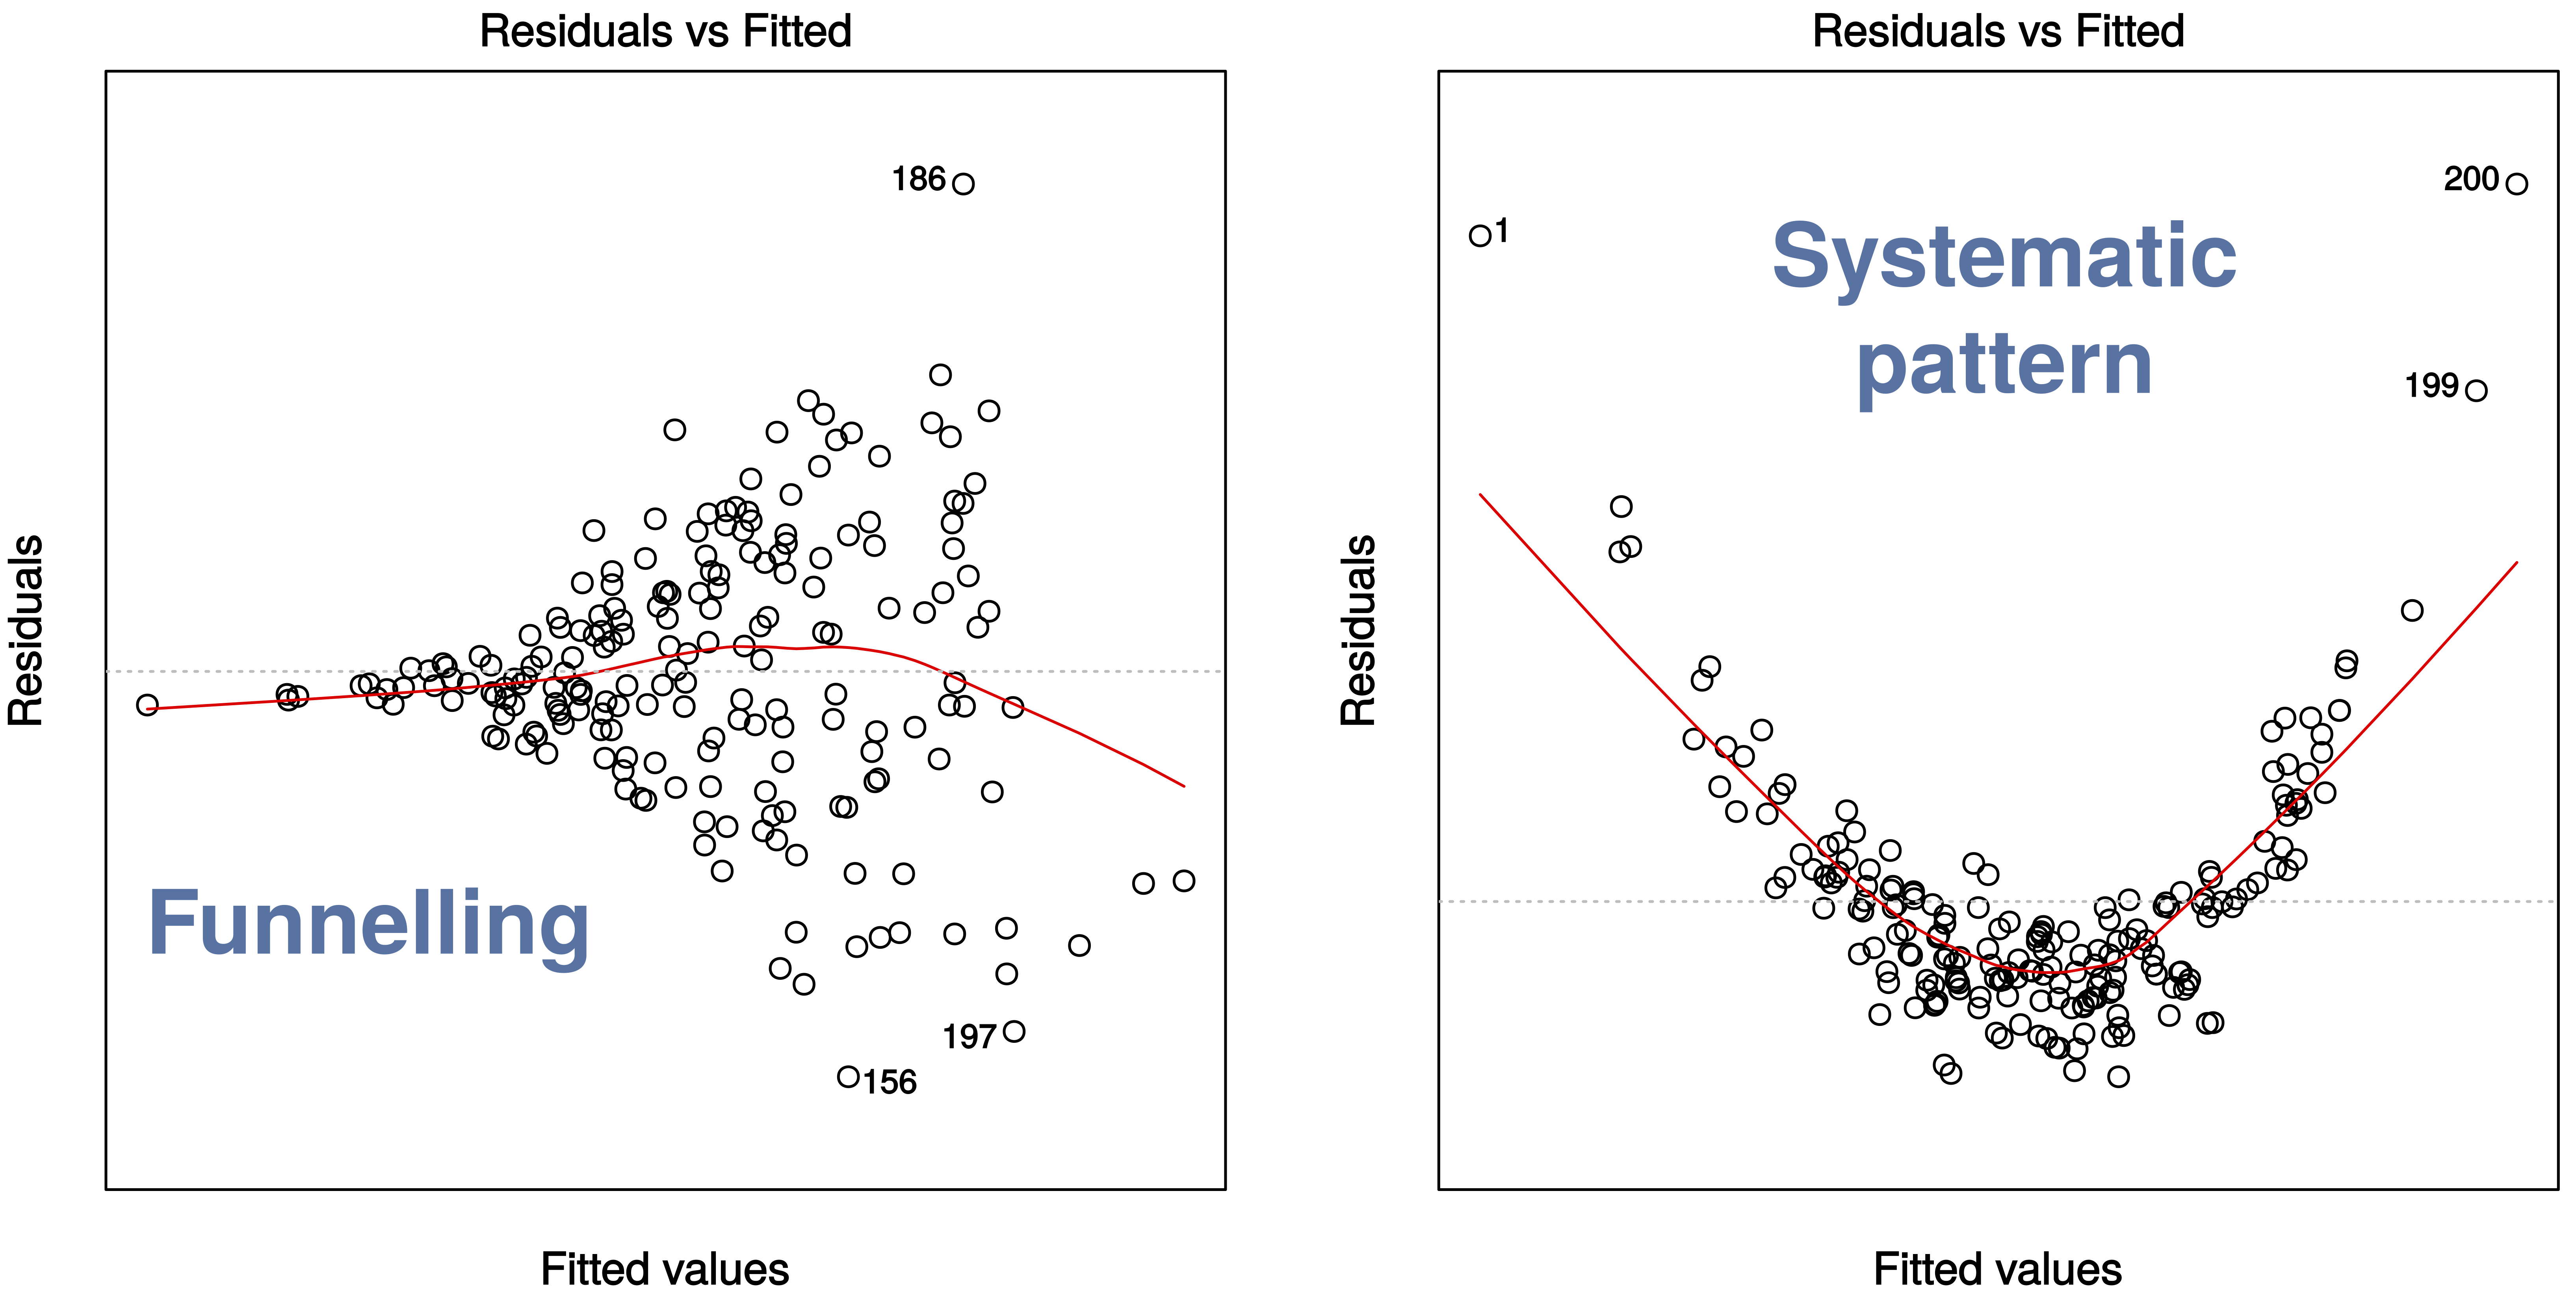 Residuals vs Fitted
Residuals
186
Funnelling
197
156
Fitted values
Residuals vs Fitted
Residuals
1
200
Systematic
pattern
199
Fitted values